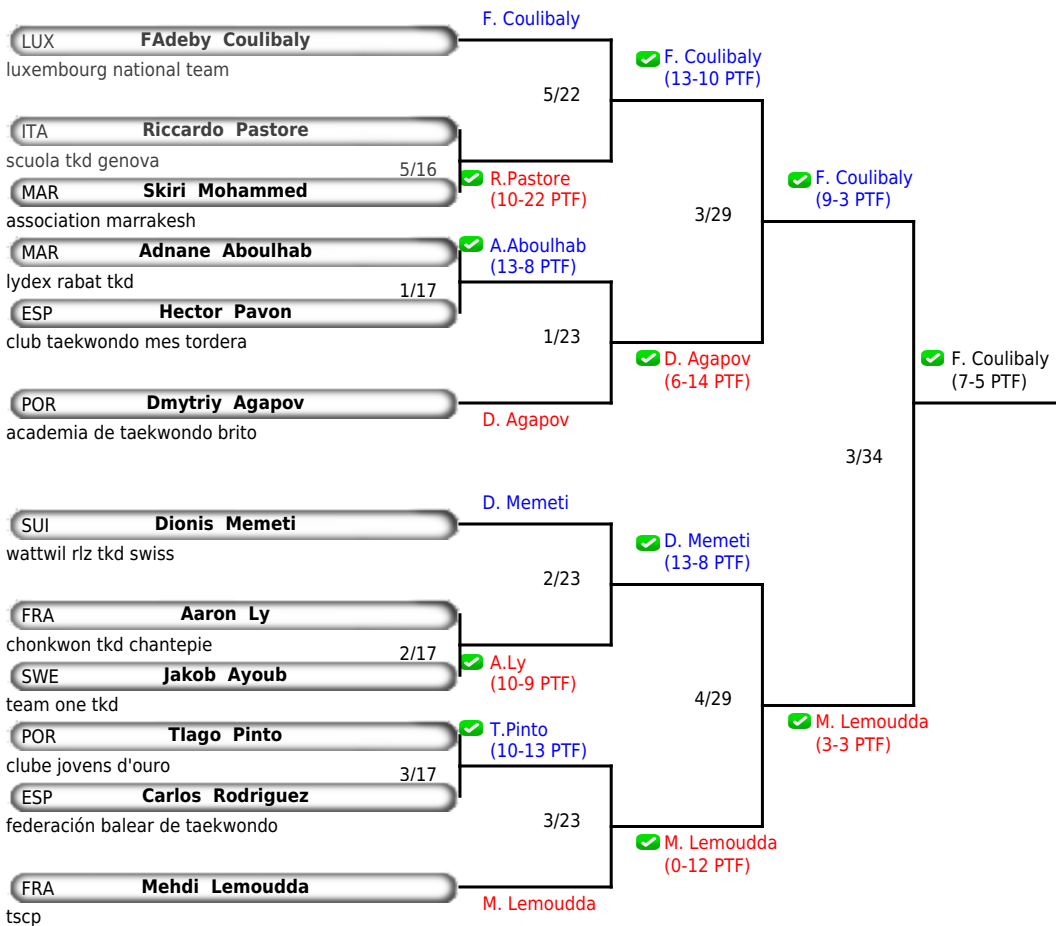 F. Coulibaly
LUX FAdeby Coulibaly
luxembourg national team
F. Coulibaly
(13-10 PTF)
5/22
ITA Riccardo Pastore
scuola tkd genova
5/16
R.Pastore
(10-22 PTF)
MAR Skiri Mohammed
association marrakesh
F. Coulibaly
(9-3 PTF)
3/29
MAR Adnane Aboulhab
A.Aboulhab
(13-8 PTF)
lydex rabat tkd
1/17
ESP Hector Pavon
club taekwondo mes tordera
1/23
D. Agapov
(6-14 PTF)
F. Coulibaly
(7-5 PTF)
POR Dmytriy Agapov
D. Agapov
academia de taekwondo brito
3/34
D. Memeti
SUI Dionis Memeti
wattwil rlz tkd swiss
D. Memeti
(13-8 PTF)
2/23
FRA Aaron Ly
chonkwon tkd chantepie
2/17
A.Ly
(10-9 PTF)
SWE Jakob Ayoub
team one tkd
4/29
M. Lemoudda
(3-3 PTF)
POR TIago Pinto
T.Pinto
(10-13 PTF)
clube jovens d'ouro
3/17
ESP Carlos Rodriguez
federación balear de taekwondo
3/23
M. Lemoudda
(0-12 PTF)
FRA Mehdi Lemoudda
M. Lemoudda
tscp